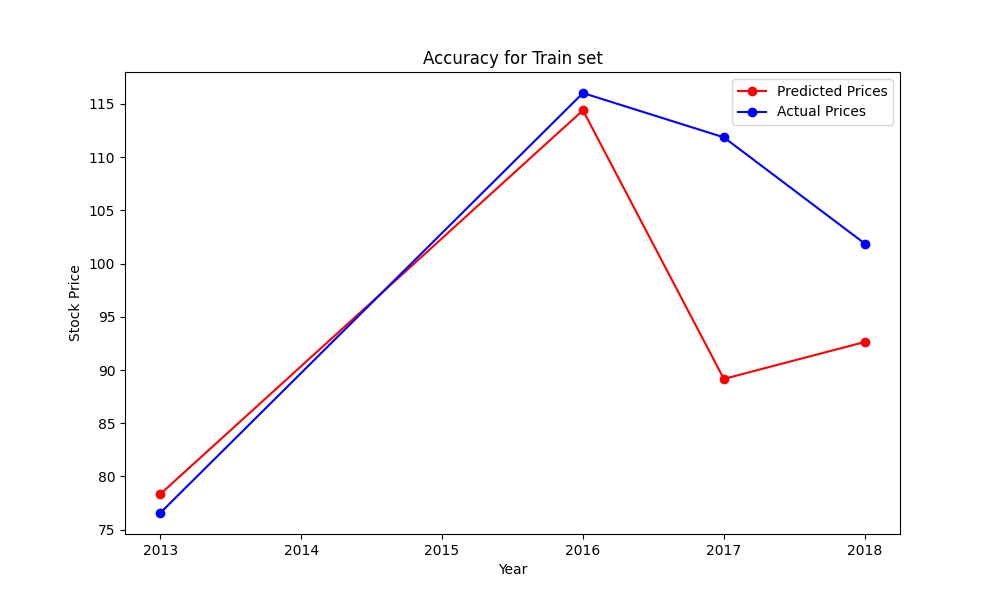 Accuracy for Train set
Predicted Prices
Actual Prices
115
110
105
100
95
90
85
80
75
Stock Price
2013 2014 2015 2016 2017 2018
Year